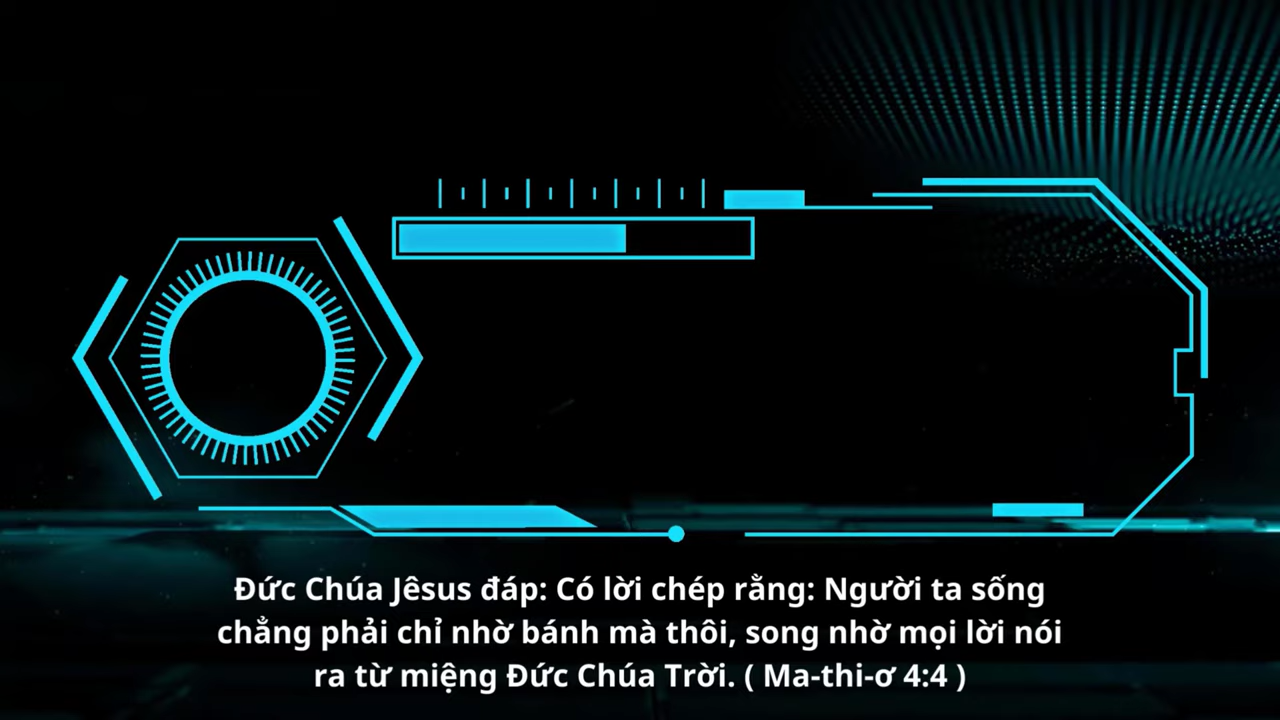 Đức Chúa Jêsus đáp: Có lời chép rằng: Người ta sống
chẳng phải chỉ nhờ bánh mà thôi, song nhờ mọi lời nói
ra từ miệng Đức Chúa Trời. ( Ma-thi-ơ 4:4 )